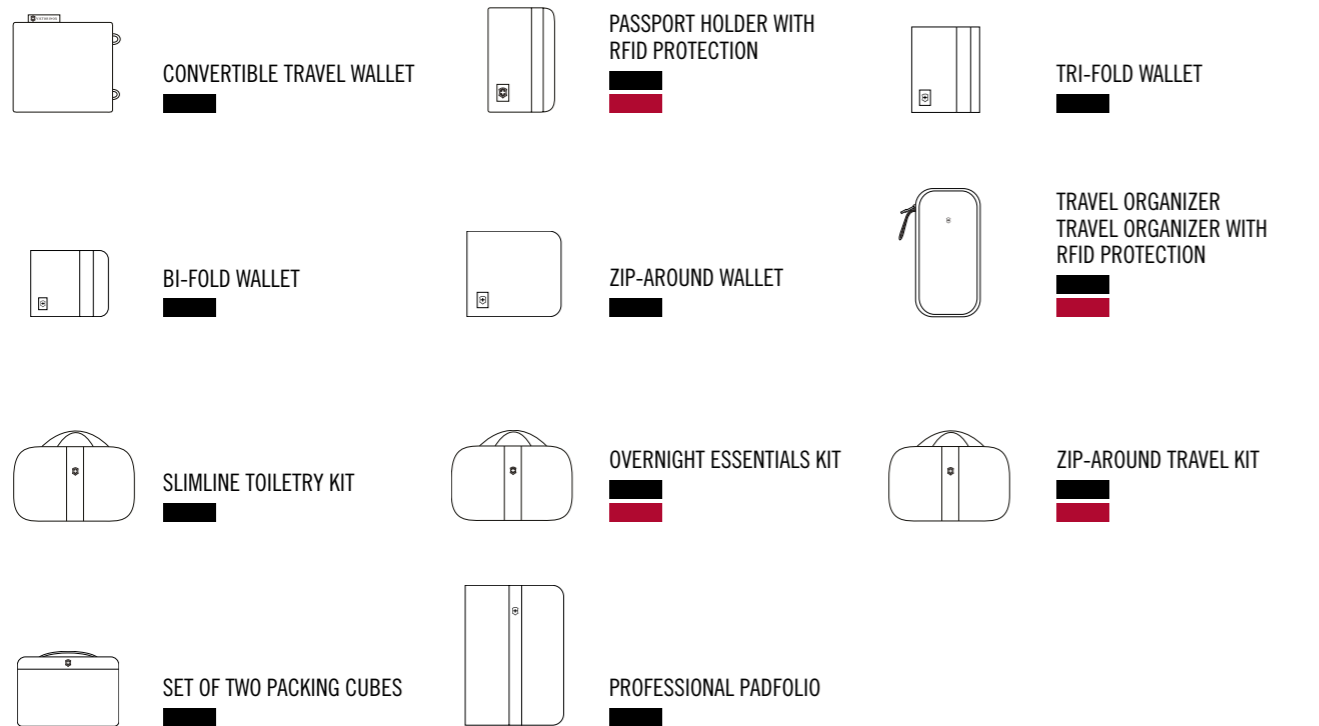 CONVERTIBLE TRAVEL WALLET
PASSPORT HOLDER WITH
RFID PROTECTION
TRI-FOLD WALLET
BI-FOLD WALLET
ZIP-AROUND WALLET
TRAVEL ORGANIZER
TRAVEL ORGANIZER WITH
RFID PROTECTION
SLIMLINE TOILETRY KIT
OVERNIGHT ESSENTIALS KIT
ZIP-AROUND TRAVEL KIT
SET OF TWO PACKING CUBES
PROFESSIONAL PADFOLIO